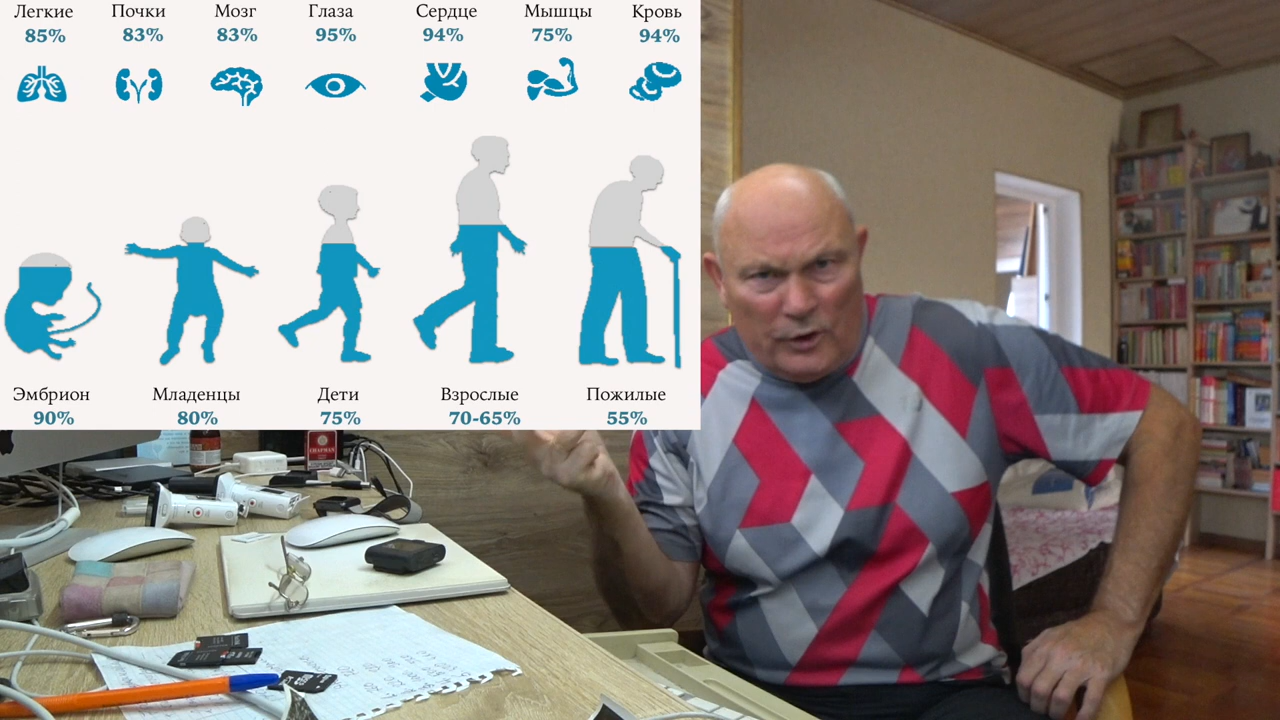 Легкие Почки Мозг Глаза Сердце Мышцы Кровь
85% 83% 83% 95% 94% 75% 94%
Эмбрион Младенцы Дети Взрослые Пожилые
90% 80% 75% 70-65% 55%
CHAPMAN